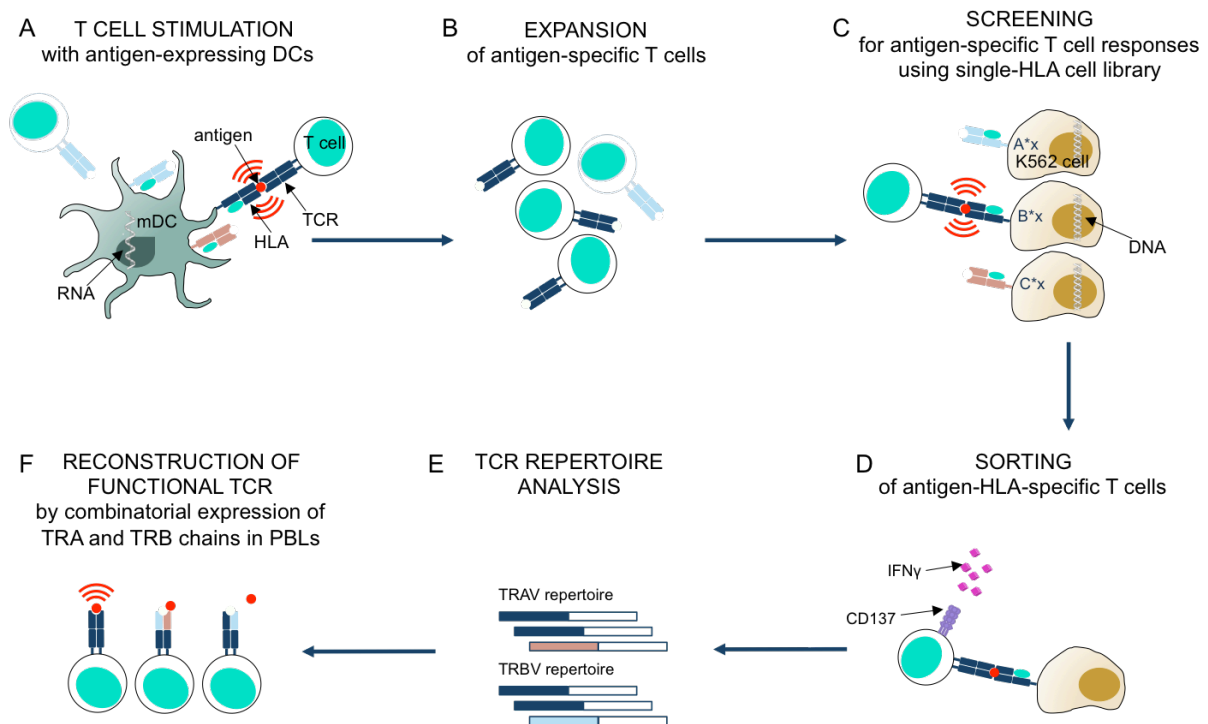 A
T CELL STIMULATION
with antigen-expressing DCs
antigen
T cell
TCR
HLA
mDC
RNA
B
EXPANSION
of antigen-specific T cells
C
SCREENING
for antigen-specific T cell responses
using single-HLA cell library
A*x
K562 cell
B*x
DNA
C*x
D
SORTING
of antigen-HLA-specific T cells
IFNγ
CD137
E
TCR REPERTOIRE
ANALYSIS
TRAV repertoire
TRBV repertoire
F
RECONSTRUCTION OF
FUNCTIONAL TCR
by combinatorial expression of
TRA and TRB chains in PBLs